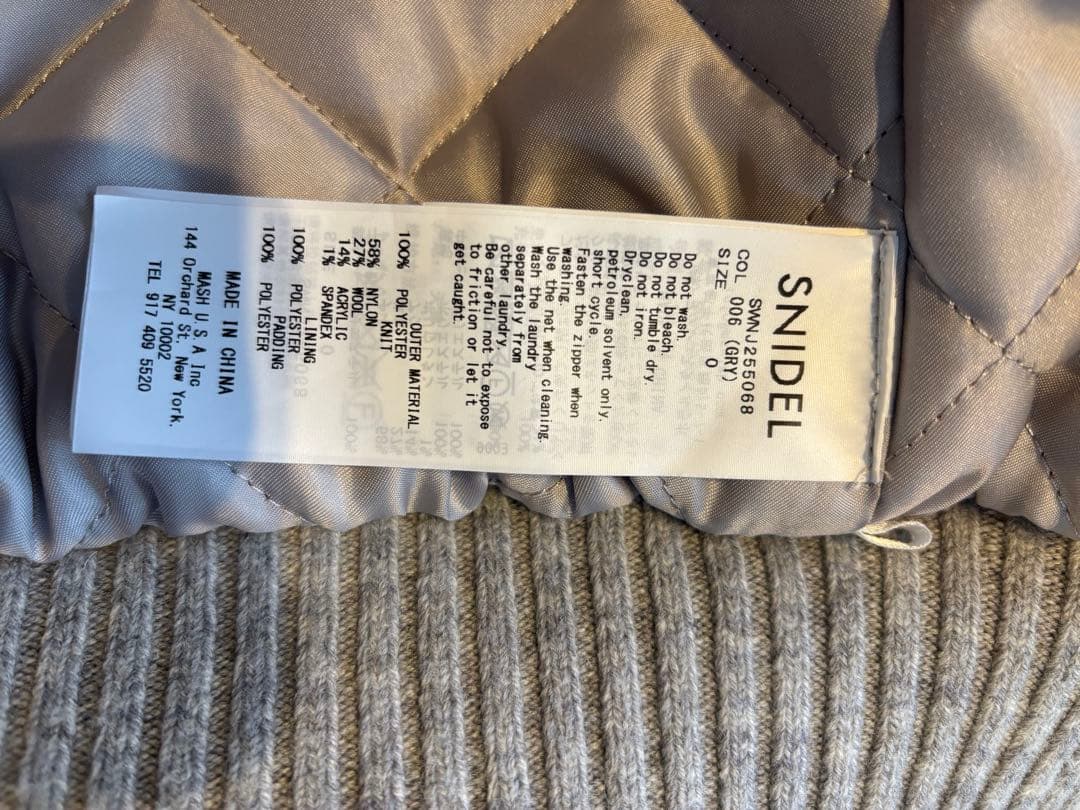 SNIDEL
SWNJ255068
COL 006 (GRY)
SIZE 0
Do not wash.
Do not bleach.
Do not tumble dry.
Do not iron.
Dryclean,
petroleum solvent only.
short cycle.
Fasten the zipper when
washing.
Use the net when cleaning.
Wash the laundry
separately from
other laundry.
Be careful not to expose
to friction or let it
get caught.
OUTER MATERIAL
100% POLYESTER
KNIT
58% NYLON
27% WOOL
14% ACRYLIC
1% SPANDEX
LINING
100% POLYESTER
PADDING
100% POLYESTER
MADE IN CHINA
MASH U S A Inc
144 Orchard St. New York.
NY 10002
TEL 917 409 5520